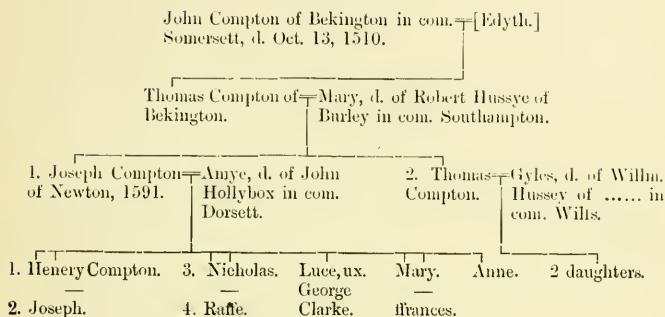 John Compton of Bekington in com.=[Edyth.]
Somersett, d. Oct. 13, 1510.
Thomas Compton of=Mary, d. of Robert Hussye of
Bekington.
Burley in com. Southampton.
1. Joseph Compton=Amye, d. of John
of Newton, 1591.
Hollybox in com.
Dorsett.
2. Thomas=Gyles, d. of Willm.
Compton.
Hussey of ...... in
com. Wilts.
1. Henery Compton.
—
2. Joseph.
3. Nicholas.
—
4. Raffe.
Luce, ux.
George
Clarke.
Mary.
—
ffrances.
Anne.
2 daughters.